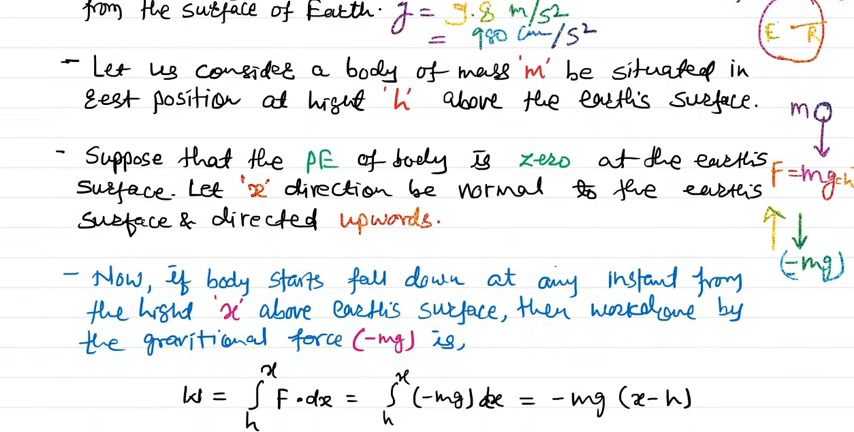 from the surface of Earth. g = 9.8 m/s2
= 980 cm/s2
E R
- Let us consider a body of mass 'm' be situated in
rest position at hight 'h' above the earth's surface.
m
- Suppose that the PE of body is zero at the earth's
F = mg
surface. Let 'x' direction be normal to the earth's
surface & directed upwards.
(-mg)
- Now, if body starts fall down at any instant from
the hight 'x' above earth's surface, then workdone by
the gravitional force (-mg) is,
W = ∫_h^x F·dx = ∫_h^x (-mg) dx = -mg (x-h)